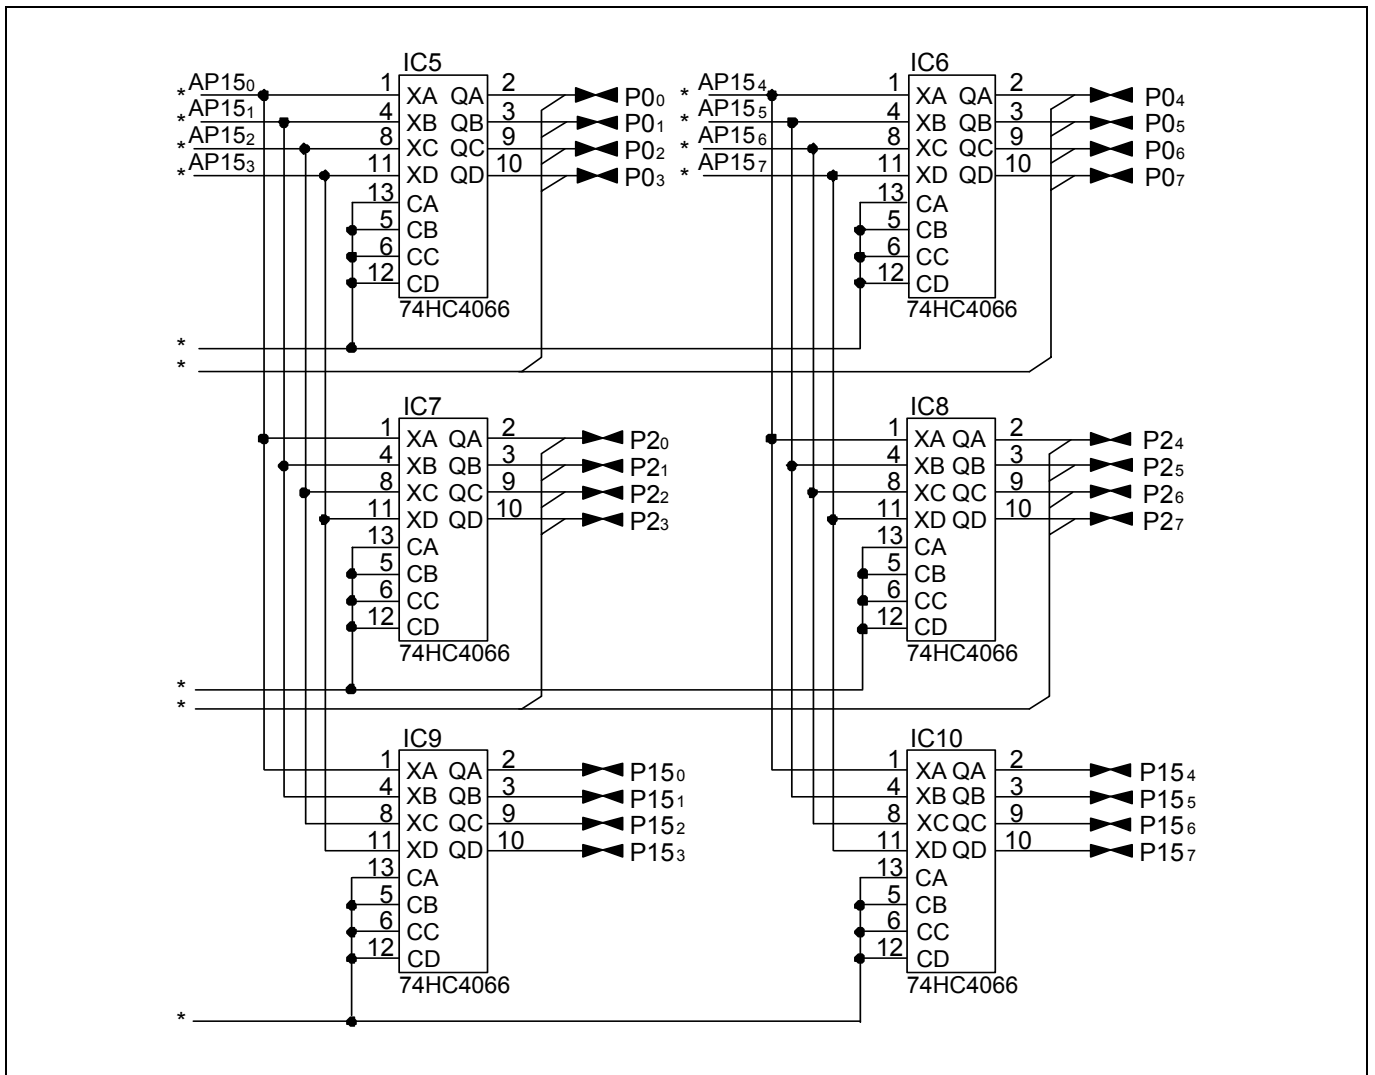 IC5 IC6
* AP15₀ 1 XA QA 2 P0₀ * AP15₄ 1 XA QA 2 P0₄
* AP15₁ 4 XB QB 3 P0₁ * AP15₅ 4 XB QB 3 P0₅
* AP15₂ 8 XC QC 9 P0₂ * AP15₆ 8 XC QC 9 P0₆
* AP15₃ 11 XD QD 10 P0₃ * AP15₇ 11 XD QD 10 P0₇
13 CA 13 CA
5 CB 5 CB
6 CC 6 CC
12 CD 12 CD
74HC4066 74HC4066
*
*
IC7 IC8
1 XA QA 2 P2₀ 1 XA QA 2 P2₄
4 XB QB 3 P2₁ 4 XB QB 3 P2₅
8 XC QC 9 P2₂ 8 XC QC 9 P2₆
11 XD QD 10 P2₃ 11 XD QD 10 P2₇
13 CA 13 CA
5 CB 5 CB
6 CC 6 CC
12 CD 12 CD
74HC4066 74HC4066
*
*
IC9 IC10
1 XA QA 2 P15₀ 1 XA QA 2 P15₄
4 XB QB 3 P15₁ 4 XB QB 3 P15₅
8 XC QC 9 P15₂ 8 XC QC 9 P15₆
11 XD QD 10 P15₃ 11 XD QD 10 P15₇
13 CA 13 CA
5 CB 5 CB
6 CC 6 CC
12 CD 12 CD
74HC4066 74HC4066
*